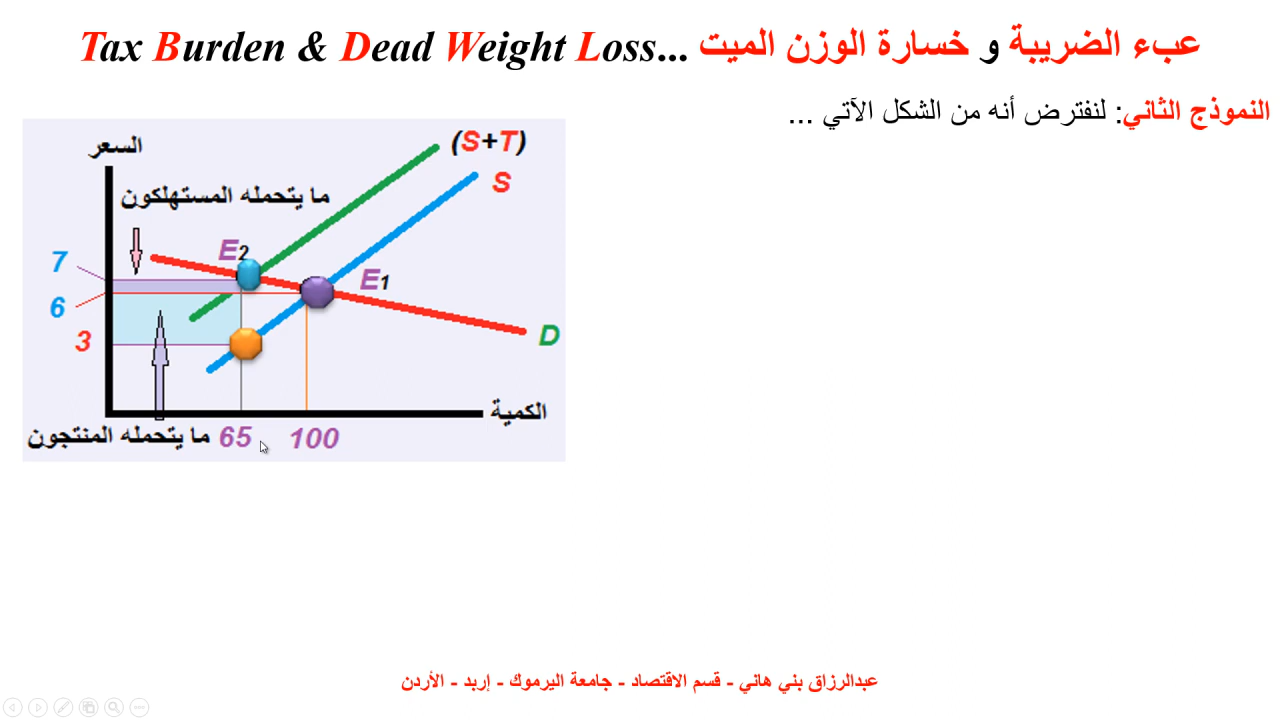 عبء الضريبة و خسارة الوزن الميت ...Tax Burden & Dead Weight Loss
النموذج الثاني: لنفترض أنه من الشكل الآتي ...
السعر
(S+T)
S
ما يتحمله المستهلكون
E2
7
E1
6
3
D
الكمية
ما يتحمله المنتجون
65
100
عبدالرزاق بني هاني - قسم الاقتصاد - جامعة اليرموك - إربد - الأردن